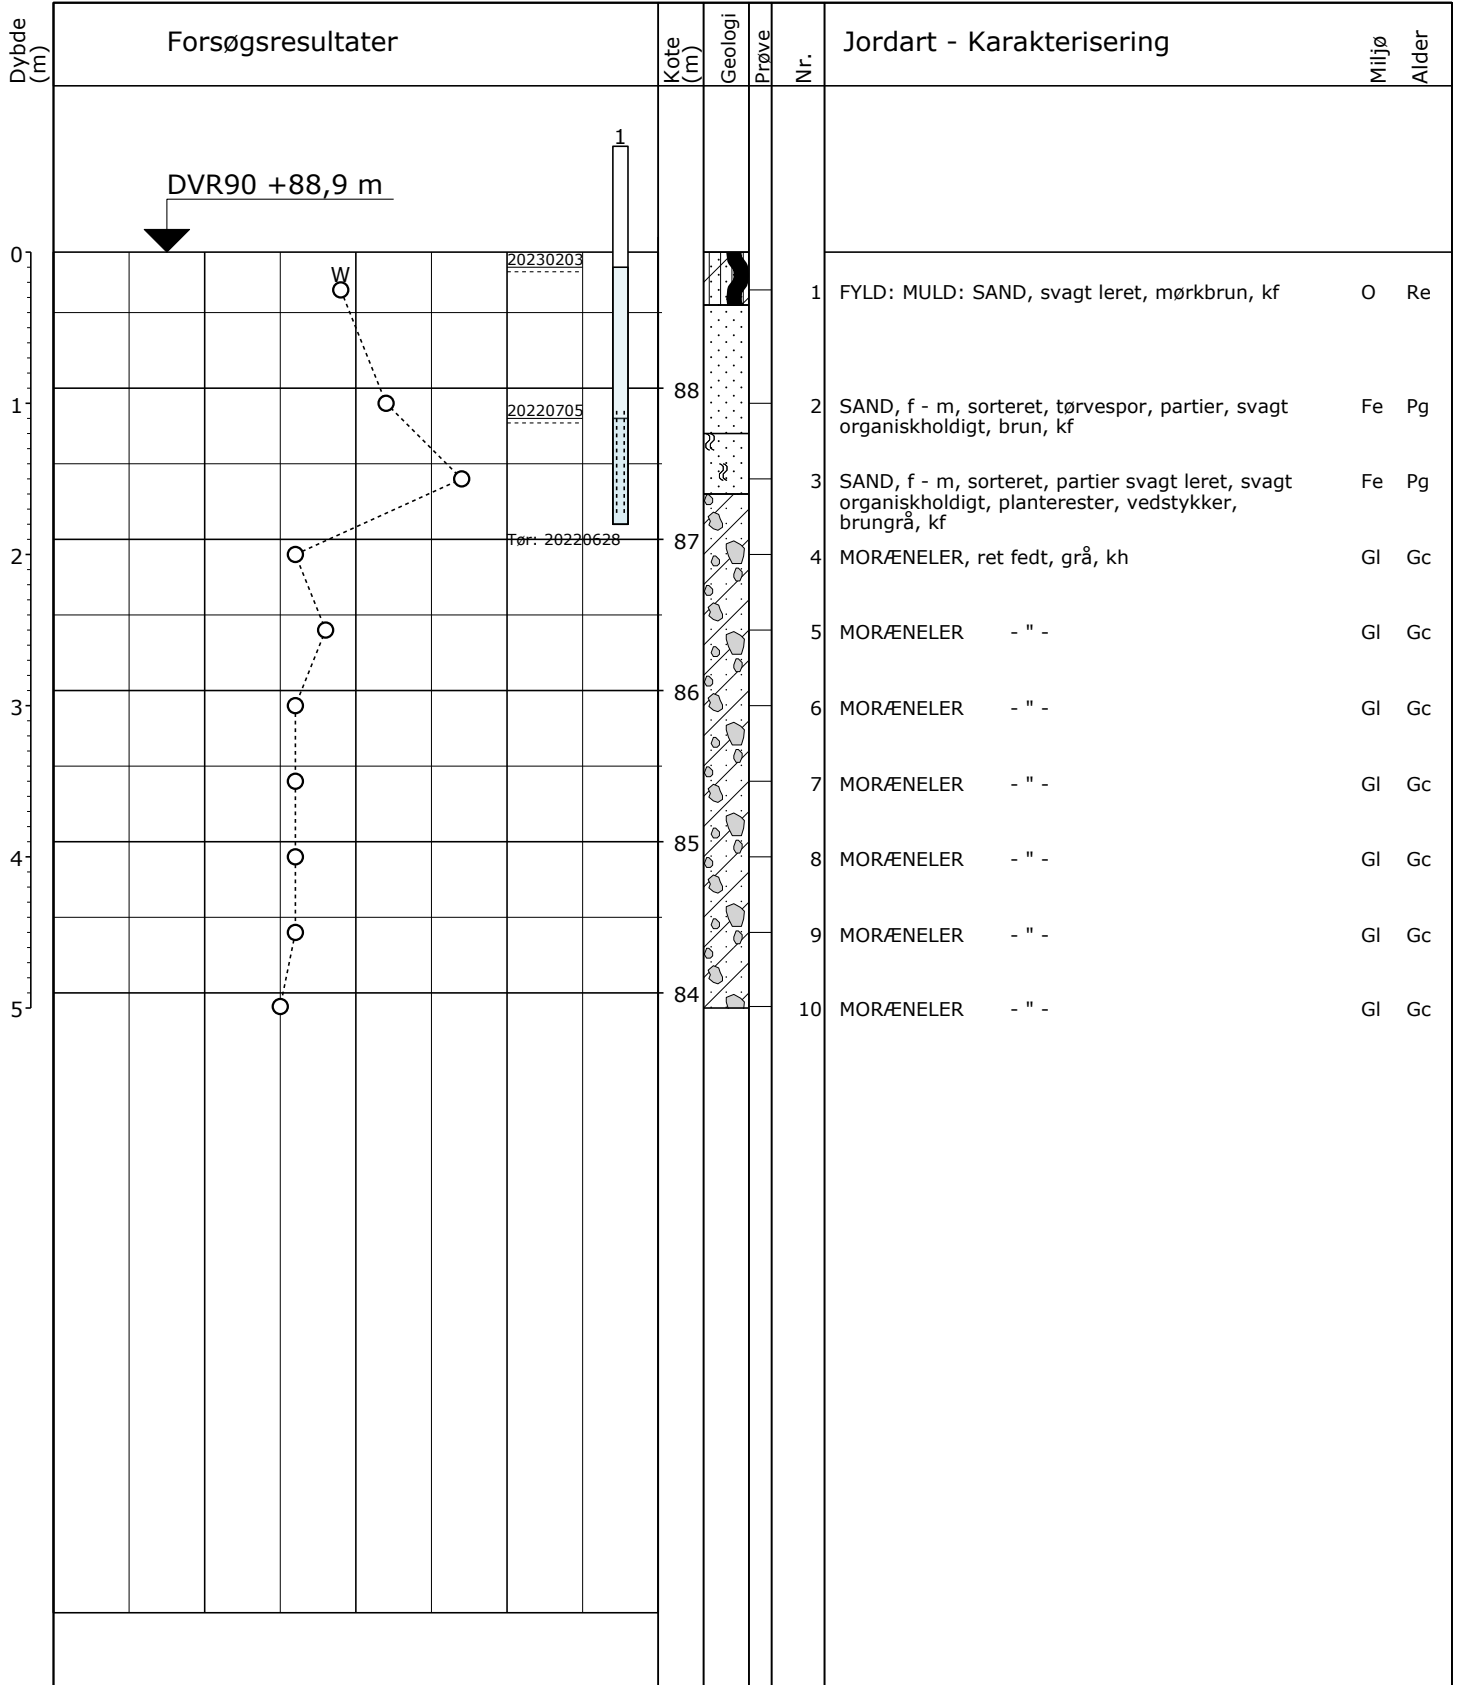 Dybde
(m)
Forsøgsresultater
Kote
(m)
Geologi
Prøve
Nr.
Jordart - Karakterisering
Miljø
Alder
1
DVR90 +88,9 m
0
20230203
W
1 FYLD: MULD: SAND, svagt leret, mørkbrun, kf O Re
88
1
20220705
2 SAND, f - m, sorteret, tørvespor, partier, svagt Fe Pg
organiskholdigt, brun, kf
3 SAND, f - m, sorteret, partier svagt leret, svagt Fe Pg
organiskholdigt, planterester, vedstykker,
brungrå, kf
Tør: 20220628
87
2
4 MORÆNELER, ret fedt, grå, kh Gl Gc
5 MORÆNELER - " - Gl Gc
86
3
6 MORÆNELER - " - Gl Gc
7 MORÆNELER - " - Gl Gc
85
4
8 MORÆNELER - " - Gl Gc
9 MORÆNELER - " - Gl Gc
84
5
10 MORÆNELER - " - Gl Gc